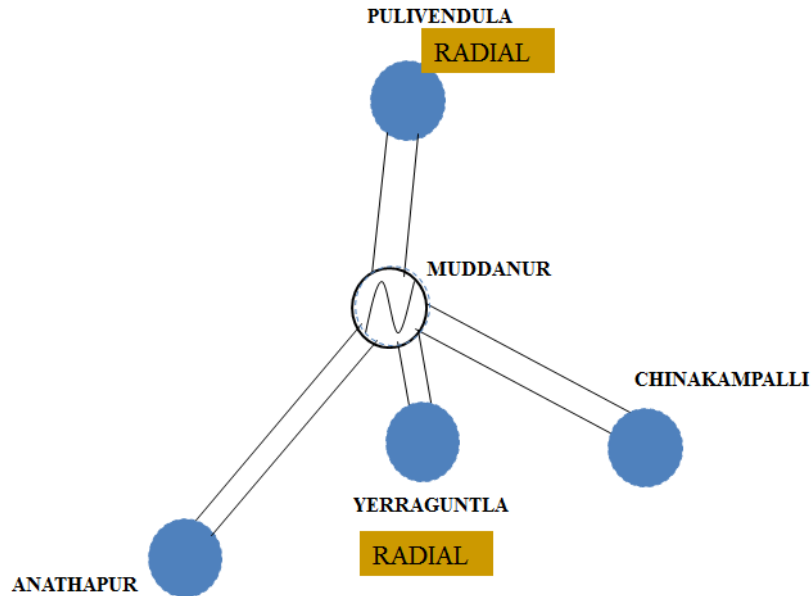 PULIVENDULA
RADIAL
MUDDANUR
CHINAKAMPALLI
YERRAGUNTLA
RADIAL
ANATHAPUR